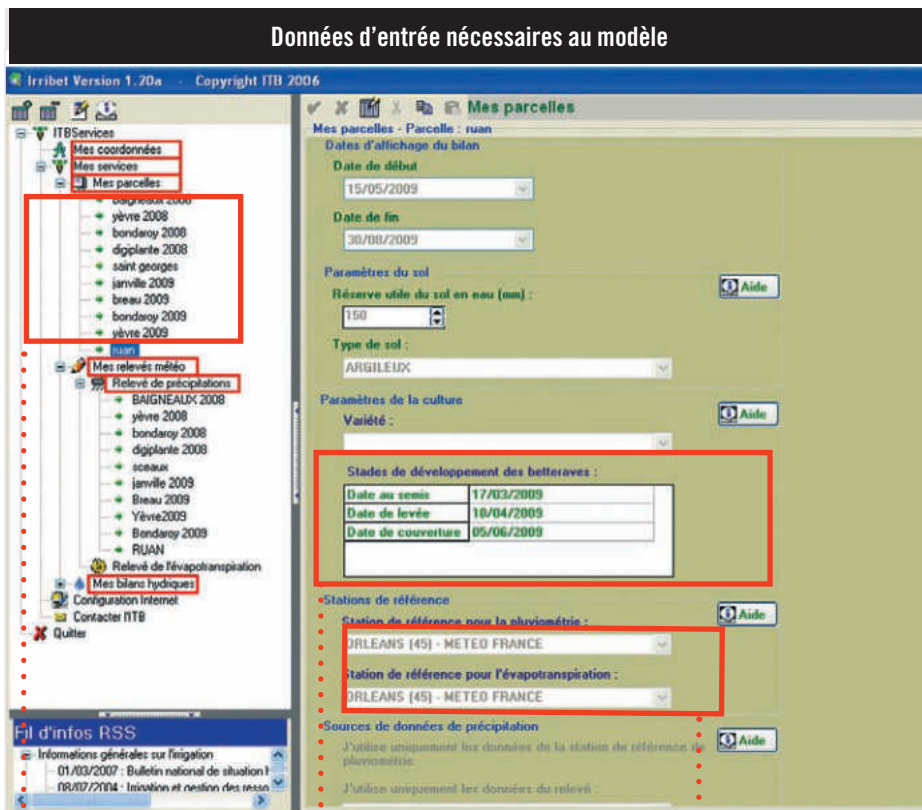 Données d'entrée nécessaires au modèle
Irribet Version 1.20a - Copyright ITB 2006
ITBServices
Mes coordonnées
Mes services
Mes parcelles
baigneaux 2008
yèvre 2008
bondaroy 2008
digiplante 2008
saint georges
janville 2009
breau 2009
bondaroy 2009
yèvre 2009
ruan
Mes relevés météo
Relevé de précipitations
BAIGNEAUX 2008
yèvre 2008
bondaroy 2008
digiplante 2008
sceaux
janville 2009
Breau 2009
Yèvre2009
Bondaroy 2009
RUAN
Relevé de l'évapotranspiration
Mes bilans hydriques
Configuration Internet
Contacter l'ITB
Quitter
Fil d'infos RSS
Informations générales sur l'irrigation
01/03/2007 : Bulletin national de situation
08/07/2004 : Irrigation et gestion des resso
Mes parcelles
Mes parcelles - Parcelle : ruan
Dates d'affichage du bilan
Date de début
15/05/2009
Date de fin
30/08/2009
Paramètres du sol
Aide
Réserve utile du sol en eau (mm) :
150
Type de sol :
ARGILEUX
Paramètres de la culture
Aide
Variété :
Stades de développement des betteraves :
Date au semis 17/03/2009
Date de levée 10/04/2009
Date de couverture 05/06/2009
Stations de référence
Aide
Station de référence pour la pluviométrie :
ORLEANS (45) - METEO FRANCE
Station de référence pour l'évapotranspiration :
ORLEANS (45) - METEO FRANCE
Sources de données de précipitation
Aide
J'utilise uniquement les données de la station de référence de
pluviométrie
J'utilise uniquement les données du relevé :